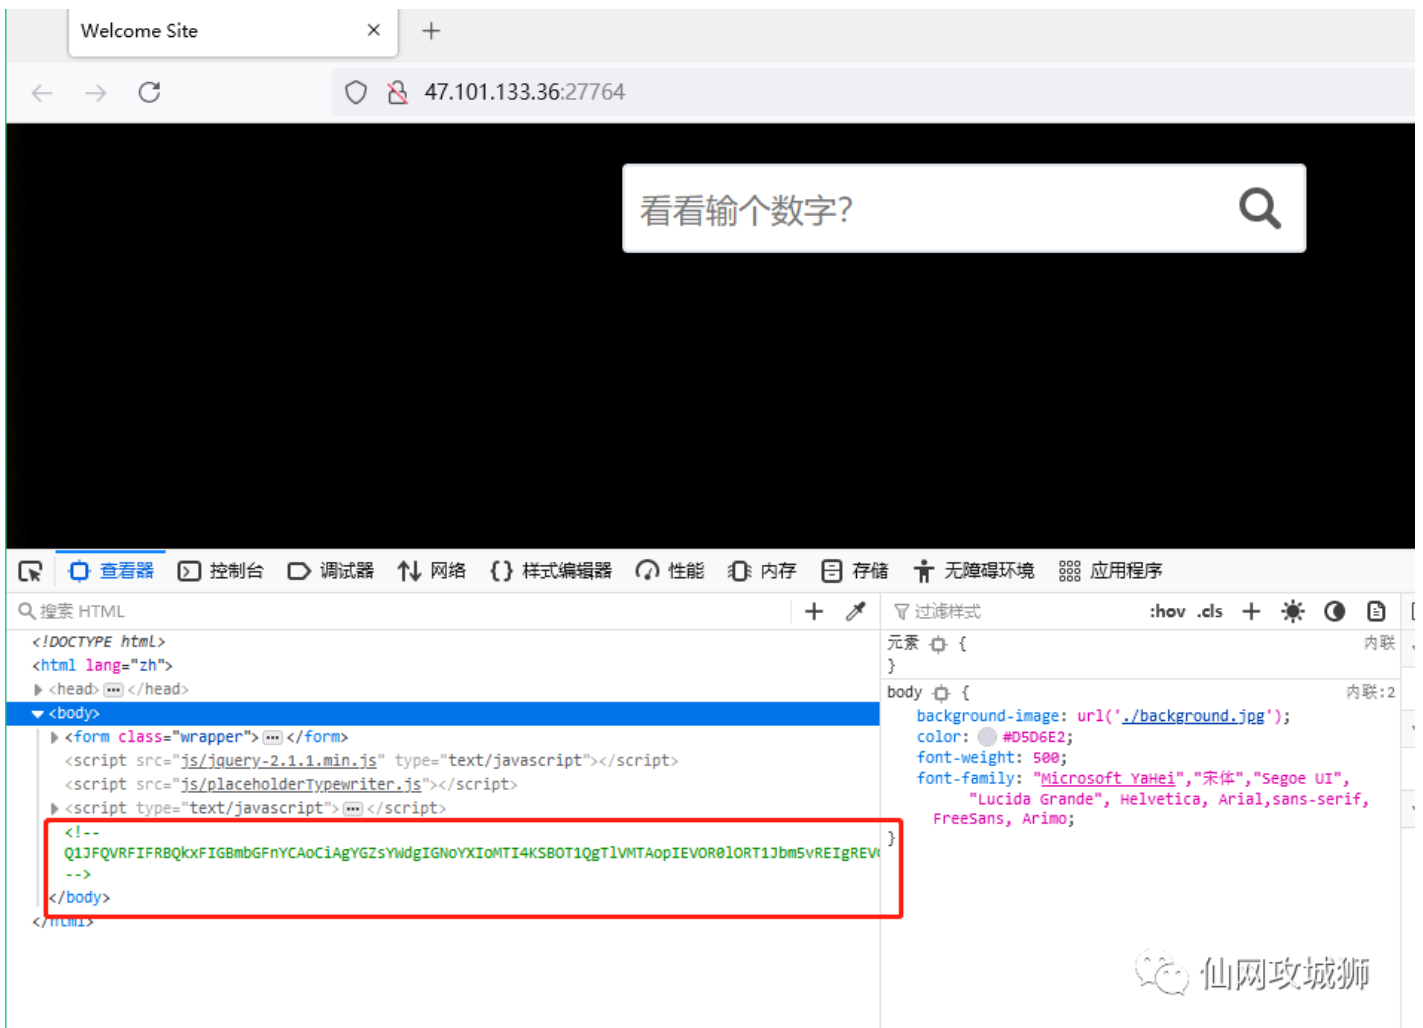 Welcome Site
47.101.133.36:27764
看看输个数字?
查看器 控制台 调试器 网络 {} 样式编辑器 性能 内存 存储 无障碍环境 应用程序
搜索 HTML
过滤样式 :hov .cls
<!DOCTYPE html>
<html lang="zh">
<head> ... </head>
<body>
<form class="wrapper"> ... </form>
<script src="js/jquery-2.1.1.min.js" type="text/javascript"></script>
<script src="js/placeholderTypewriter.js"></script>
<script type="text/javascript"> ... </script>
<!--
Q1JFQVRFIFRBQkxFIGBmbGFnYCAoCiAgYGZsYWdgIGNoYXIoMTI4KSBOT1QgTlVMTAopIEVOR0lORT1Jbm5vREIgREV
-->
</body>
</html>
元素 { 内联
}
body { 内联:2
background-image: url('./background.jpg');
color: #D5D6E2;
font-weight: 500;
font-family: "Microsoft YaHei","宋体","Segoe UI",
"Lucida Grande", Helvetica, Arial,sans-serif,
FreeSans, Arimo;
}
仙网攻城狮